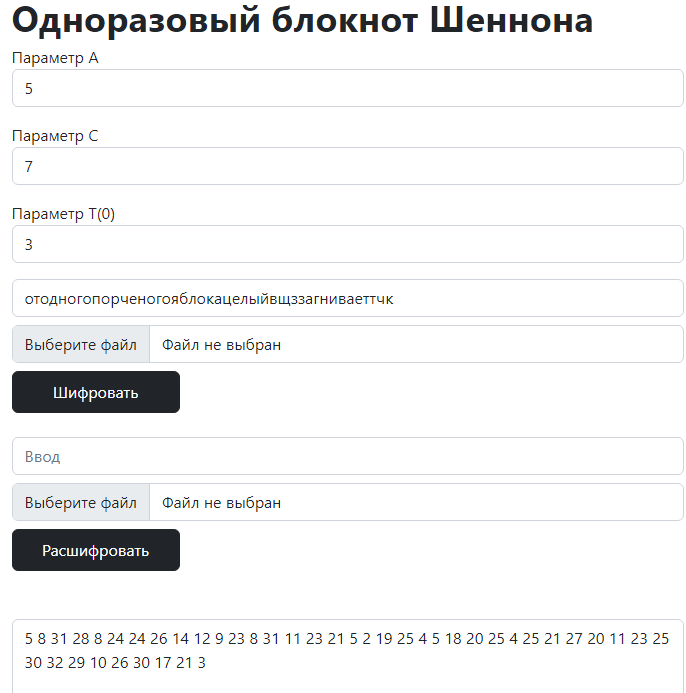 Одноразовый блокнот Шеннона
Параметр A
5
Параметр C
7
Параметр T(0)
3
отодногопорченогояблокацелыйвщззагниваеттчк
Выберите файл Файл не выбран
Шифровать
Ввод
Выберите файл Файл не выбран
Расшифровать
5 8 31 28 8 24 24 26 14 12 9 23 8 31 11 23 21 5 2 19 25 4 5 18 20 25 4 25 21 27 20 11 23 25
30 32 29 10 26 30 17 21 3